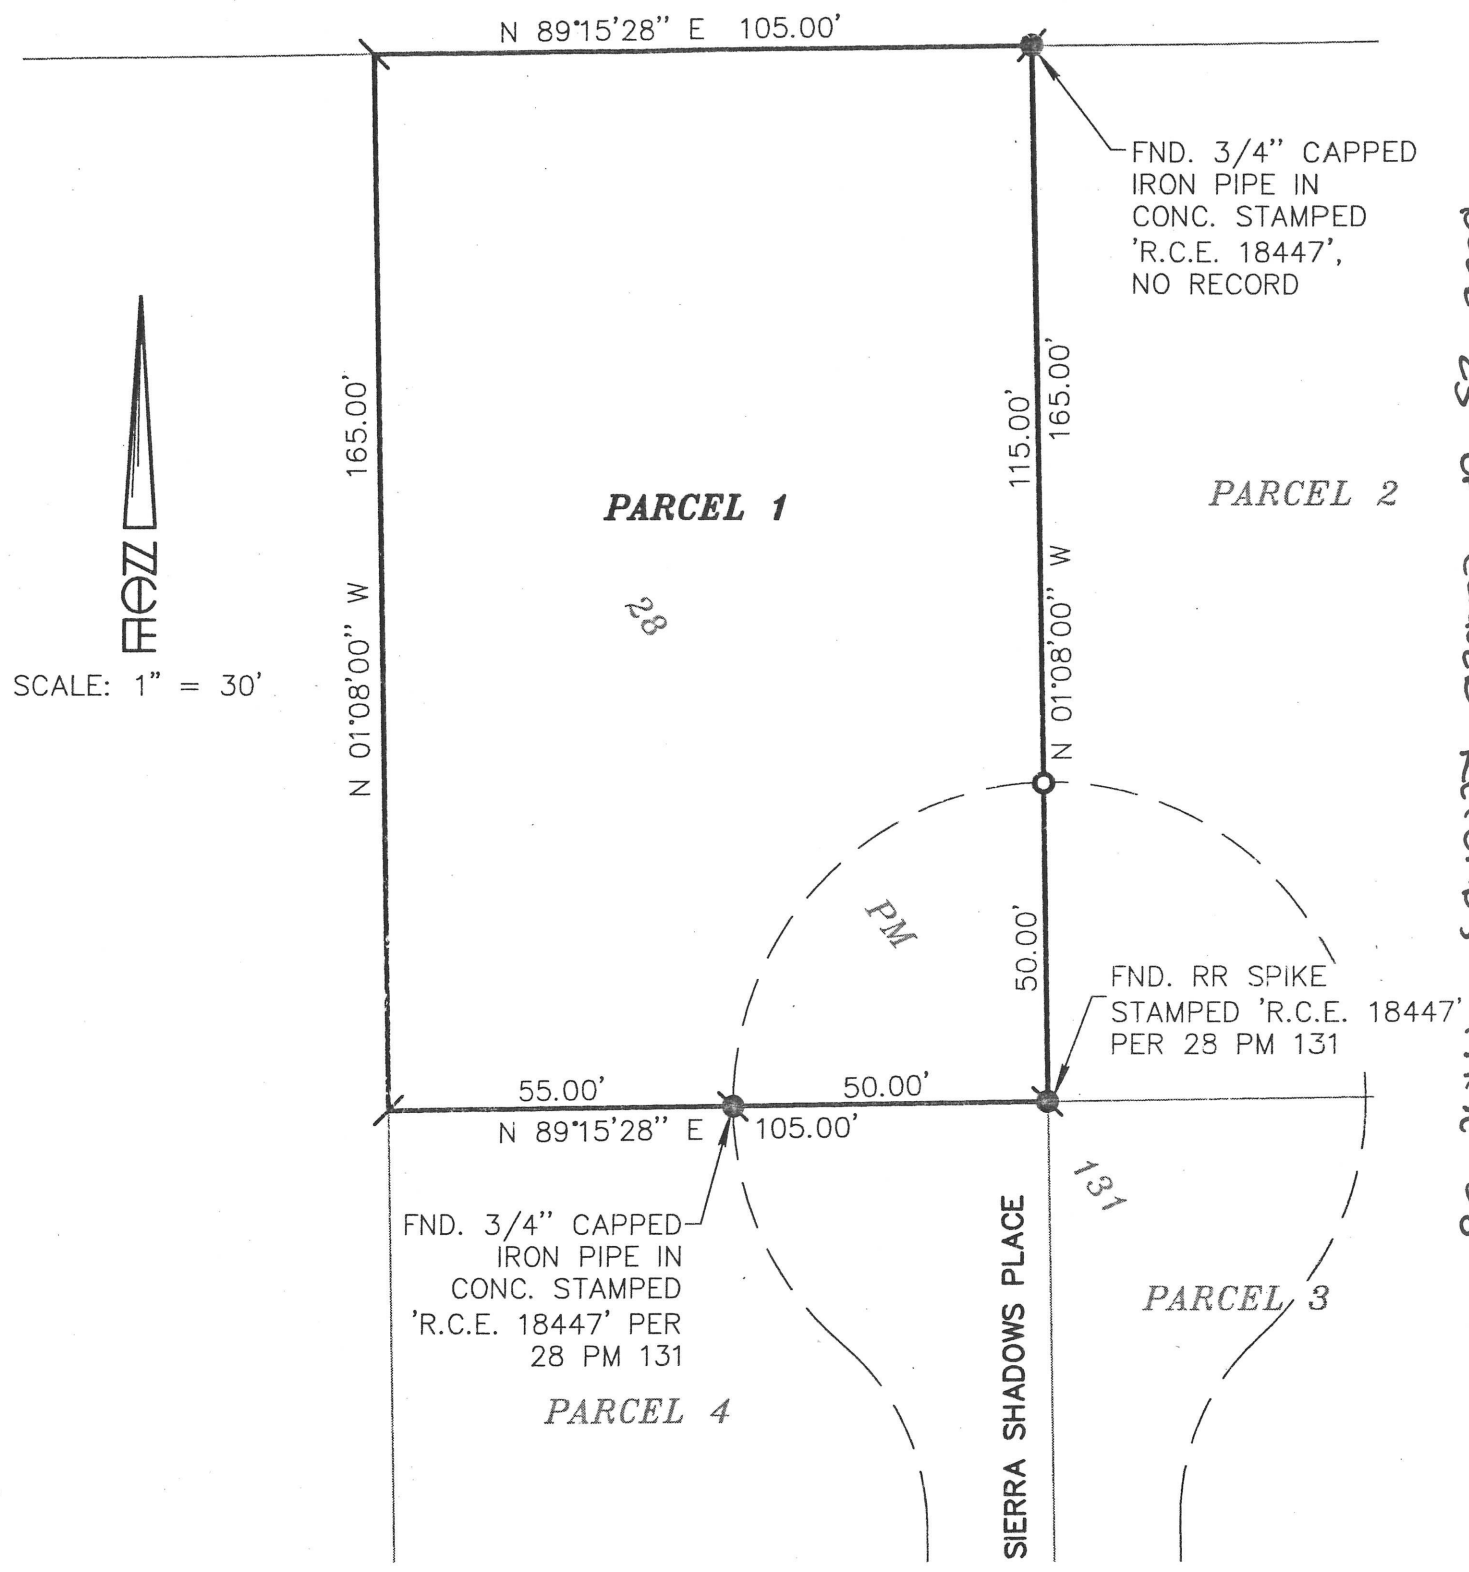 N 89°15'28" E 105.00'
FND. 3/4" CAPPED
IRON PIPE IN
CONC. STAMPED
'R.C.E. 18447',
NO RECORD
N 01°08'00" W 165.00'
115.00'
N 01°08'00" W 165.00'
PARCEL 1
PARCEL 2
28
SCALE: 1" = 30'
PM
50.00'
FND. RR SPIKE
STAMPED 'R.C.E. 18447'
PER 28 PM 131
55.00'
50.00'
N 89°15'28" E 105.00'
131
FND. 3/4" CAPPED
IRON PIPE IN
CONC. STAMPED
'R.C.E. 18447' PER
28 PM 131
SIERRA SHADOWS PLACE
PARCEL 3
PARCEL 4